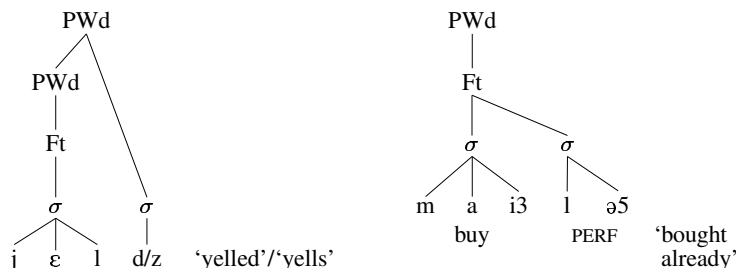 PWd PWd
PWd Ft
Ft σ σ
σ σ m a i3 l ə5
buy PERF ‘bought
j ɛ l d/z ‘yelled’/‘yells’ already’